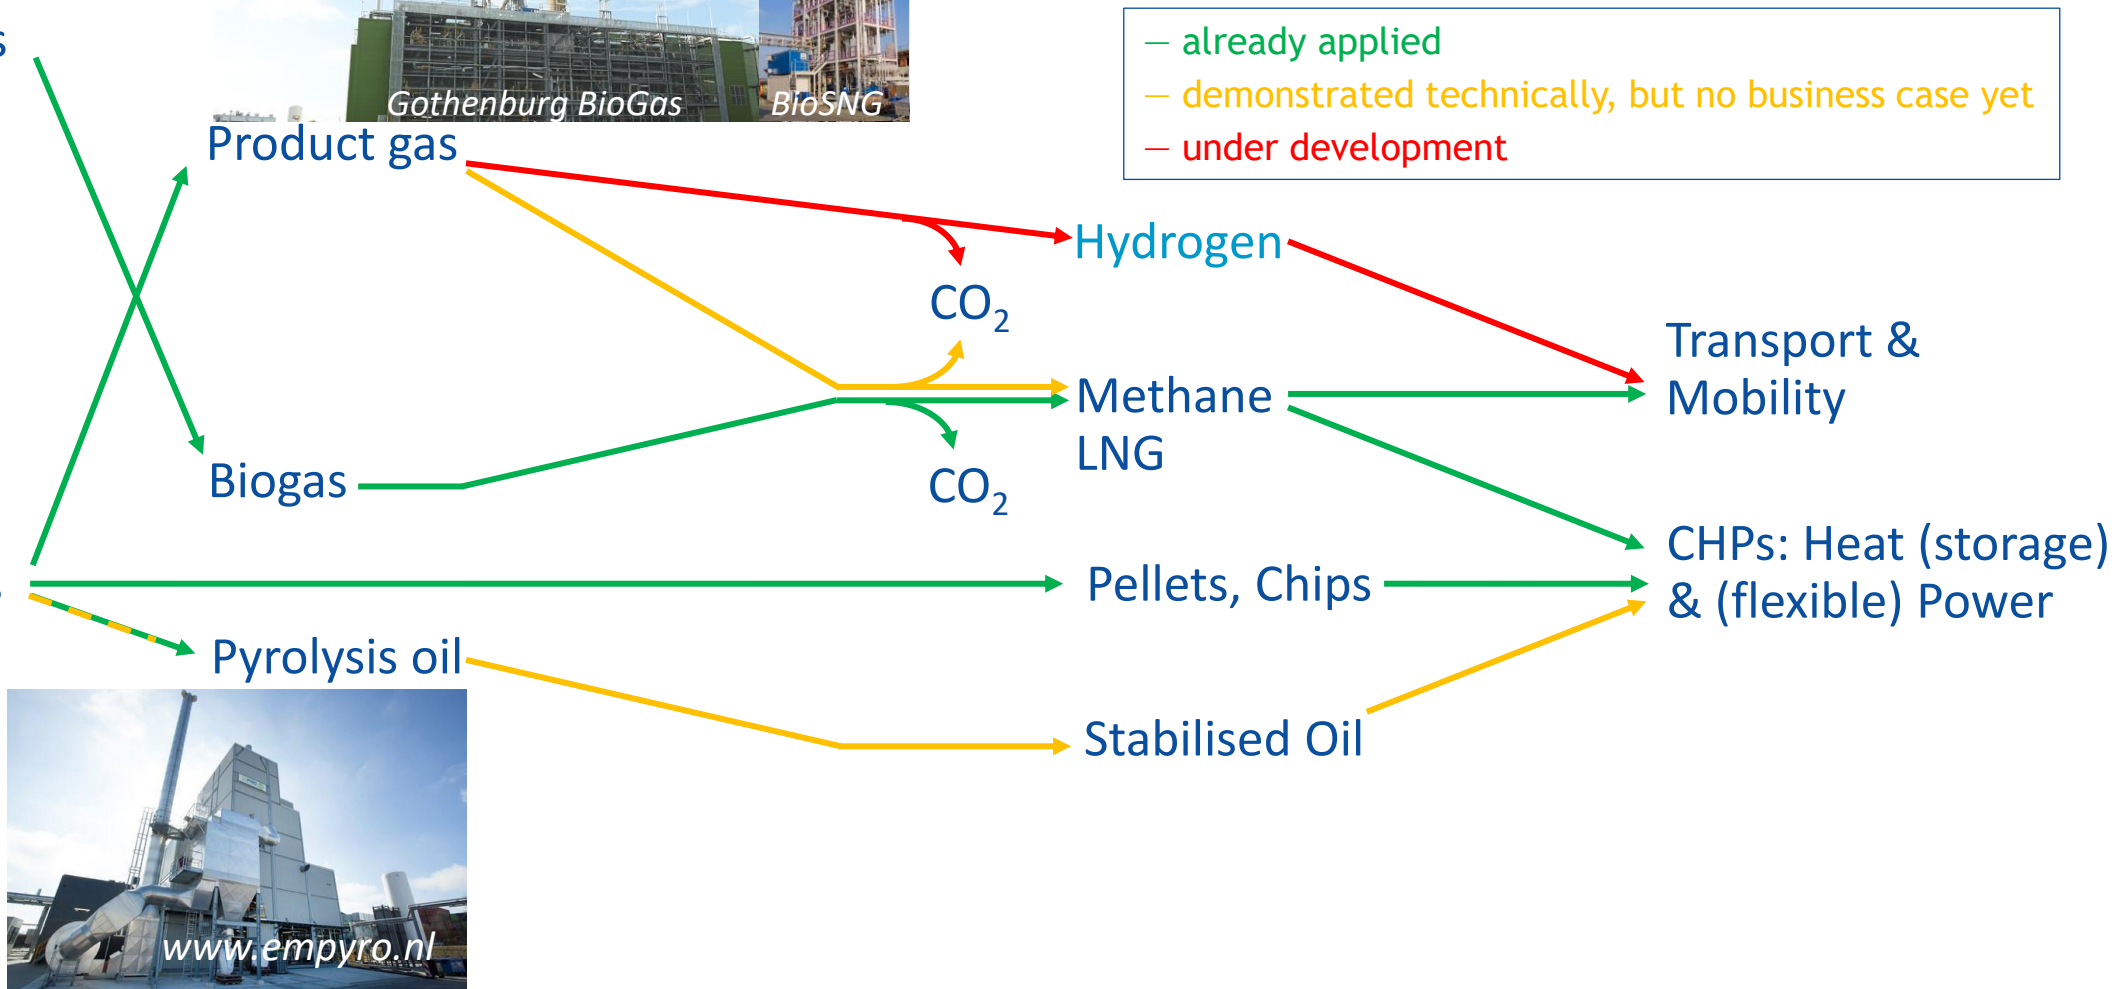 Gothenburg BioGas
BioSNG
— already applied
— demonstrated technically, but no business case yet
— under development
Product gas
Hydrogen
CO₂
Transport &
Mobility
Methane
LNG
Biogas
CO₂
CHPs: Heat (storage)
& (flexible) Power
Pellets, Chips
Pyrolysis oil
Stabilised Oil
www.empyro.nl